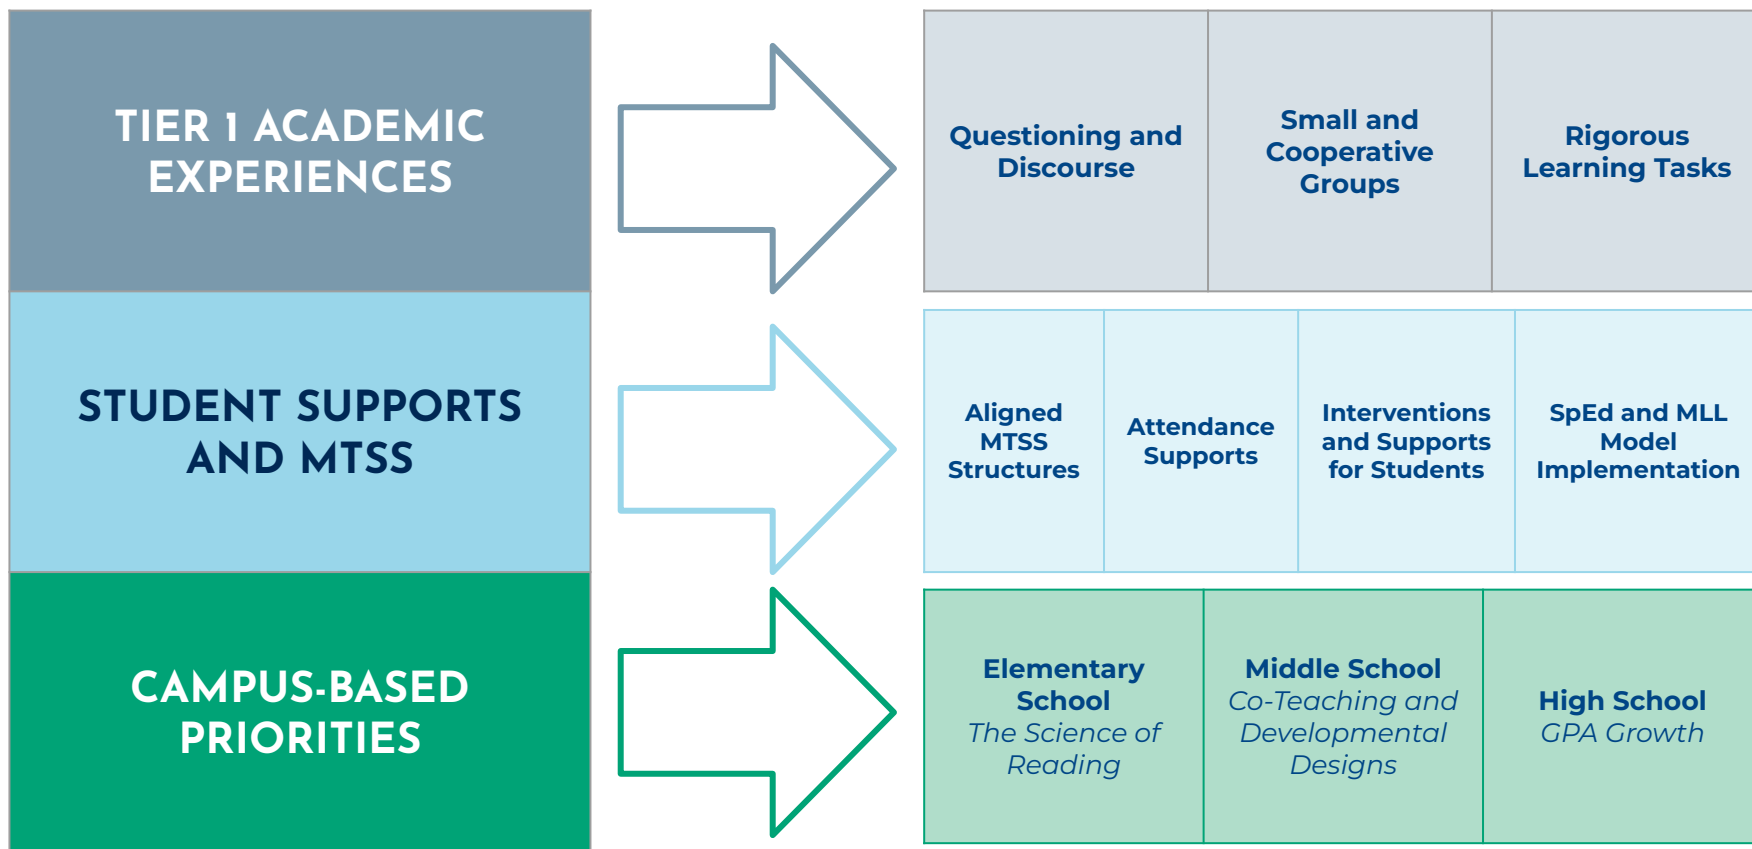 TIER 1 ACADEMIC
EXPERIENCES
Questioning and
Discourse
Small and
Cooperative
Groups
Rigorous
Learning Tasks
STUDENT SUPPORTS
AND MTSS
Aligned
MTSS
Structures
Attendance
Supports
Interventions
and Supports
for Students
SpEd and MLL
Model
Implementation
CAMPUS-BASED
PRIORITIES
Elementary
School
The Science of
Reading
Middle School
Co-Teaching and
Developmental
Designs
High School
GPA Growth